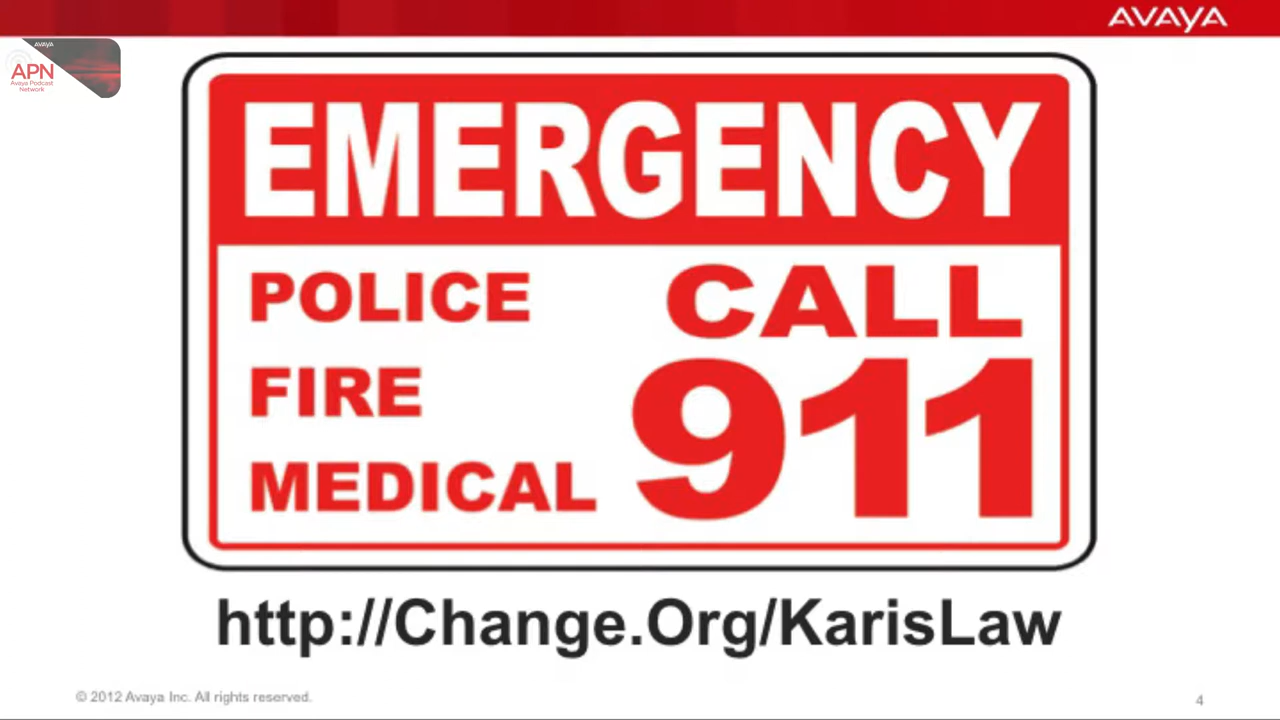 AVAYA
AVAYA
APN
Avaya Podcast
Network
EMERGENCY
POLICE
FIRE
MEDICAL
CALL
911
http://Change.Org/KarisLaw
© 2012 Avaya Inc. All rights reserved.
4